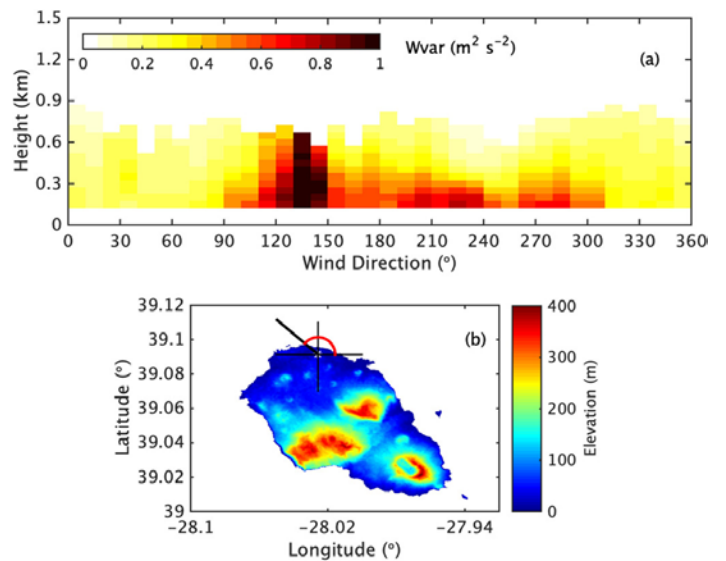 1.5
1.2
0.9
0.6
0.3
0
Height (km)
0 0.2 0.4 0.6 0.8 1
Wvar (m² s⁻²)
(a)
0 30 60 90 120 150 180 210 240 270 300 330 360
Wind Direction (°)
39.12
39.1
39.08
39.06
39.04
39.02
39
Latitude (°)
(b)
-28.1 -28.02 -27.94
Longitude (°)
400
300
200
100
0
Elevation (m)